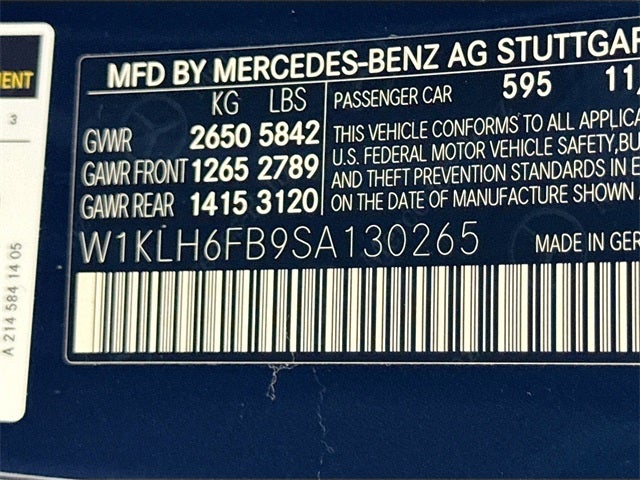 MFD BY MERCEDES-BENZ AG STUTTGAR
KG LBS
GVWR 2650 5842
GAWR FRONT 1265 2789
GAWR REAR 1415 3120
PASSENGER CAR 595 11/
THIS VEHICLE CONFORMS TO ALL APPLICA
U.S. FEDERAL MOTOR VEHICLE SAFETY,BU
AND THEFT PREVENTION STANDARDS IN E
ON THE DATE OF MANUFACTURE SHOWN
W1KLH6FB9SA130265
MADE IN GER
MENT
3
A 214 584 14 05